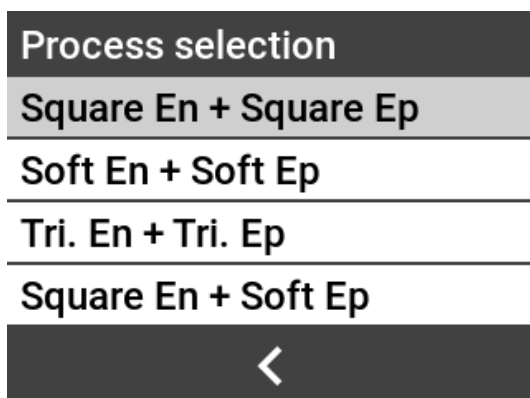 Process selection
Square En + Square Ep
Soft En + Soft Ep
Tri. En + Tri. Ep
Square En + Soft Ep